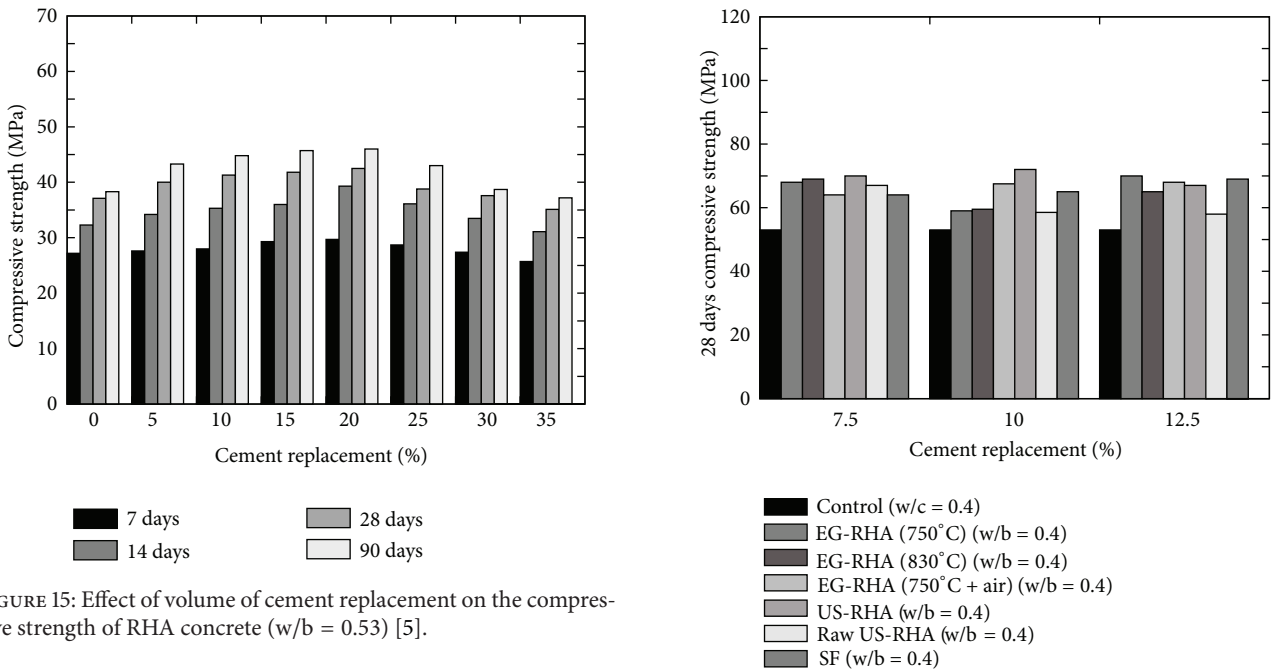 70
60
50
40
30
20
10
0
Compressive strength (MPa)
0 5 10 15 20 25 30 35
Cement replacement (%)
7 days
14 days
28 days
90 days
GURE 15: Effect of volume of cement replacement on the compres-
ve strength of RHA concrete (w/b = 0.53) [5].
120
100
80
60
40
20
0
28 days compressive strength (MPa)
7.5 10 12.5
Cement replacement (%)
Control (w/c = 0.4)
EG-RHA (750°C) (w/b = 0.4)
EG-RHA (830°C) (w/b = 0.4)
EG-RHA (750°C + air) (w/b = 0.4)
US-RHA (w/b = 0.4)
Raw US-RHA (w/b = 0.4)
SF (w/b = 0.4)